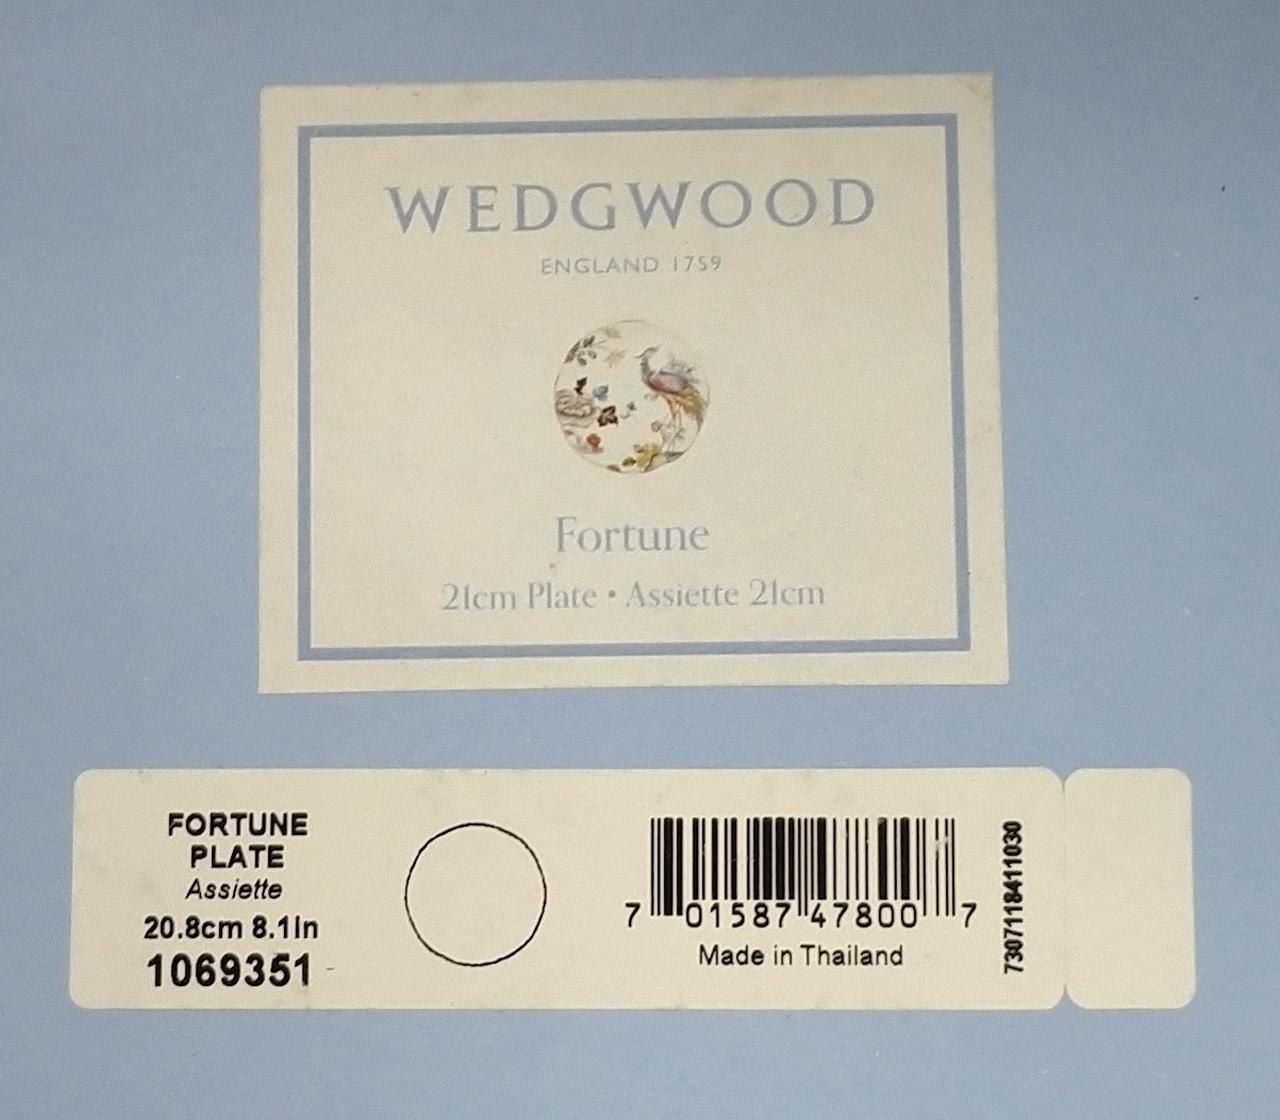 WEDGWOOD
ENGLAND 1759
Fortune
21cm Plate • Assiette 21cm
FORTUNE
PLATE
Assiette
20.8cm 8.1in
1069351
7 01587 47800 7
Made in Thailand
7307118411030